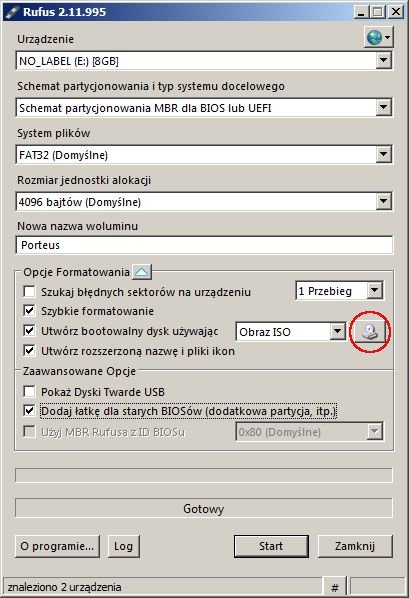 Rufus 2.11.995
Urządzenie
NO_LABEL (E:) [8GB]
Schemat partycjonowania i typ systemu docelowego
Schemat partycjonowania MBR dla BIOS lub UEFI
System plików
FAT32 (Domyślne)
Rozmiar jednostki alokacji
4096 bajtów (Domyślne)
Nowa nazwa woluminu
Porteus
Opcje Formatowania
Szukaj błędnych sektorów na urządzeniu 1 Przebieg
Szybkie formatowanie
Utwórz bootowalny dysk używając Obraz ISO
Utwórz rozszerzoną nazwę i pliki ikon
Zaawansowane Opcje
Pokaż Dyski Twarde USB
Dodaj łatkę dla starych BIOSów (dodatkowa partycja, itp.)
Użyj MBR Rufusa z ID BIOSu 0x80 (Domyślne)
Gotowy
O programie... Log Start Zamknij
znaleziono 2 urządzenia #